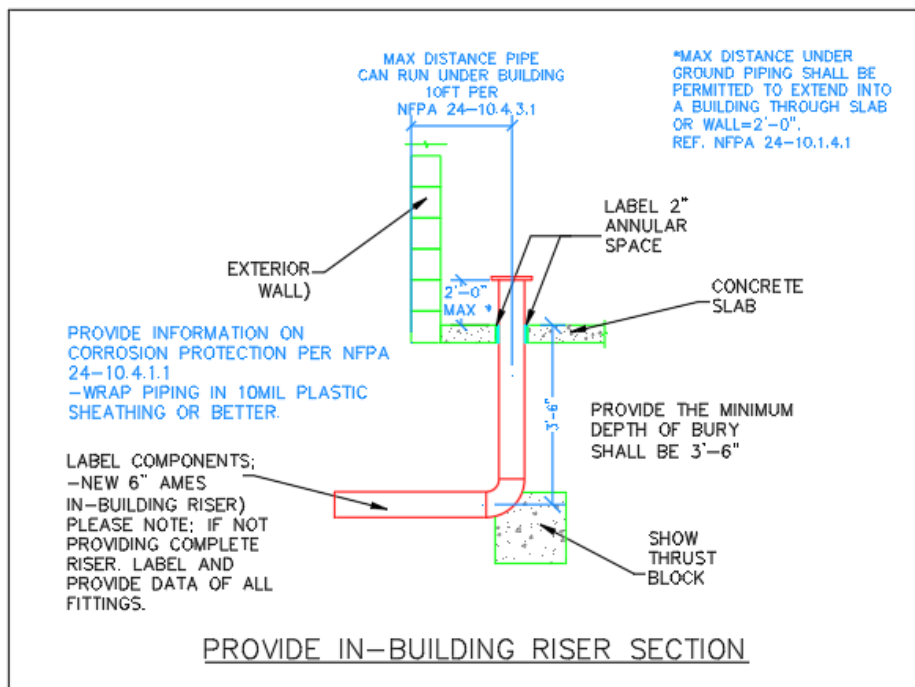 MAX DISTANCE PIPE
CAN RUN UNDER BUILDING
10FT PER
NFPA 24-10.4.3.1
*MAX DISTANCE UNDER
GROUND PIPING SHALL BE
PERMITTED TO EXTEND INTO
A BUILDING THROUGH SLAB
OR WALL=2'-0".
REF. NFPA 24-10.1.4.1
LABEL 2"
ANNULAR
SPACE
EXTERIOR
WALL)
2'-0"
MAX *
CONCRETE
SLAB
PROVIDE INFORMATION ON
CORROSION PROTECTION PER NFPA
24-10.4.1.1
-WRAP PIPING IN 10MIL PLASTIC
SHEATHING OR BETTER.
3'-6"
PROVIDE THE MINIMUM
DEPTH OF BURY
SHALL BE 3'-6"
LABEL COMPONENTS;
-NEW 6" AMES
IN-BUILDING RISER)
PLEASE NOTE; IF NOT
PROVIDING COMPLETE
RISER. LABEL AND
PROVIDE DATA OF ALL
FITTINGS.
SHOW
THRUST
BLOCK
PROVIDE IN-BUILDING RISER SECTION